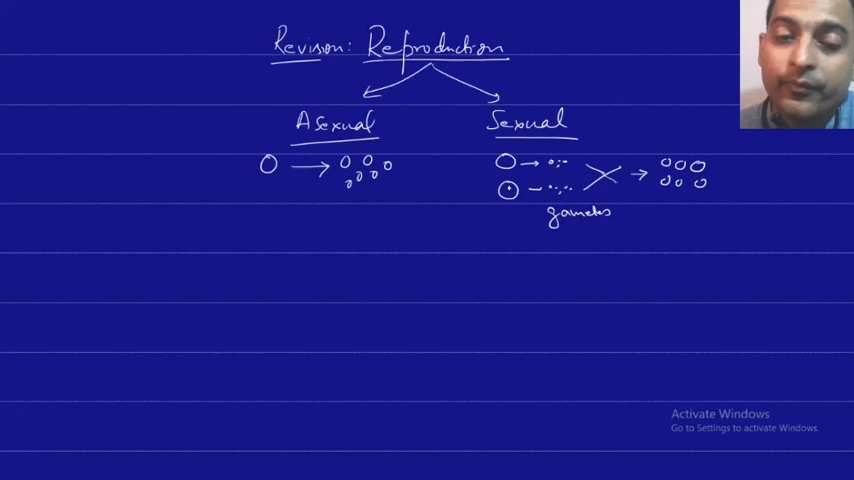 Revision: Reproduction
Asexual
Sexual
gametes
Activate Windows
Go to Settings to activate Windows.